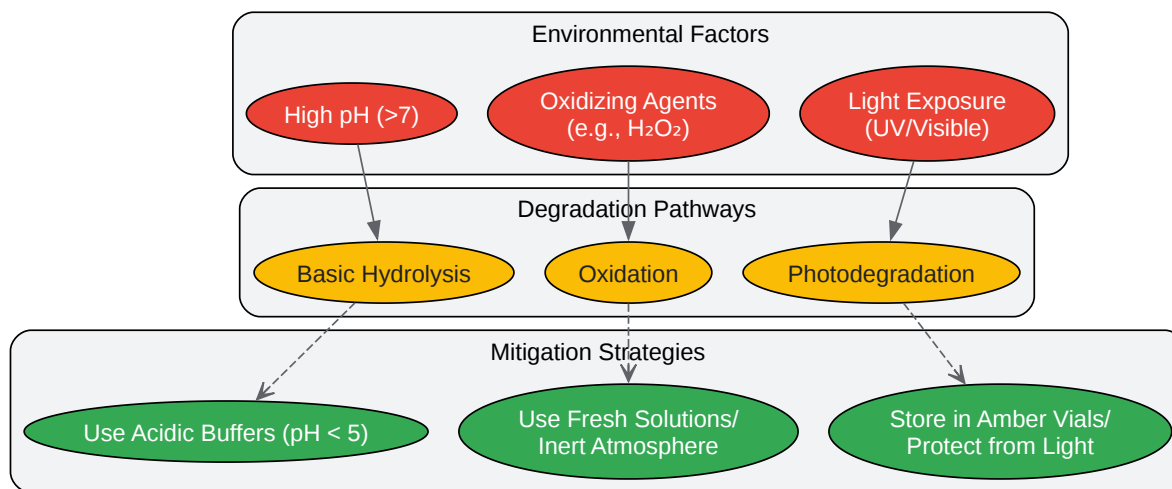 Environmental Factors
High pH (>7)
Oxidizing Agents
(e.g., H₂O₂)
Light Exposure
(UV/Visible)
Degradation Pathways
Basic Hydrolysis
Oxidation
Photodegradation
Mitigation Strategies
Use Acidic Buffers (pH < 5)
Use Fresh Solutions/
Inert Atmosphere
Store in Amber Vials/
Protect from Light